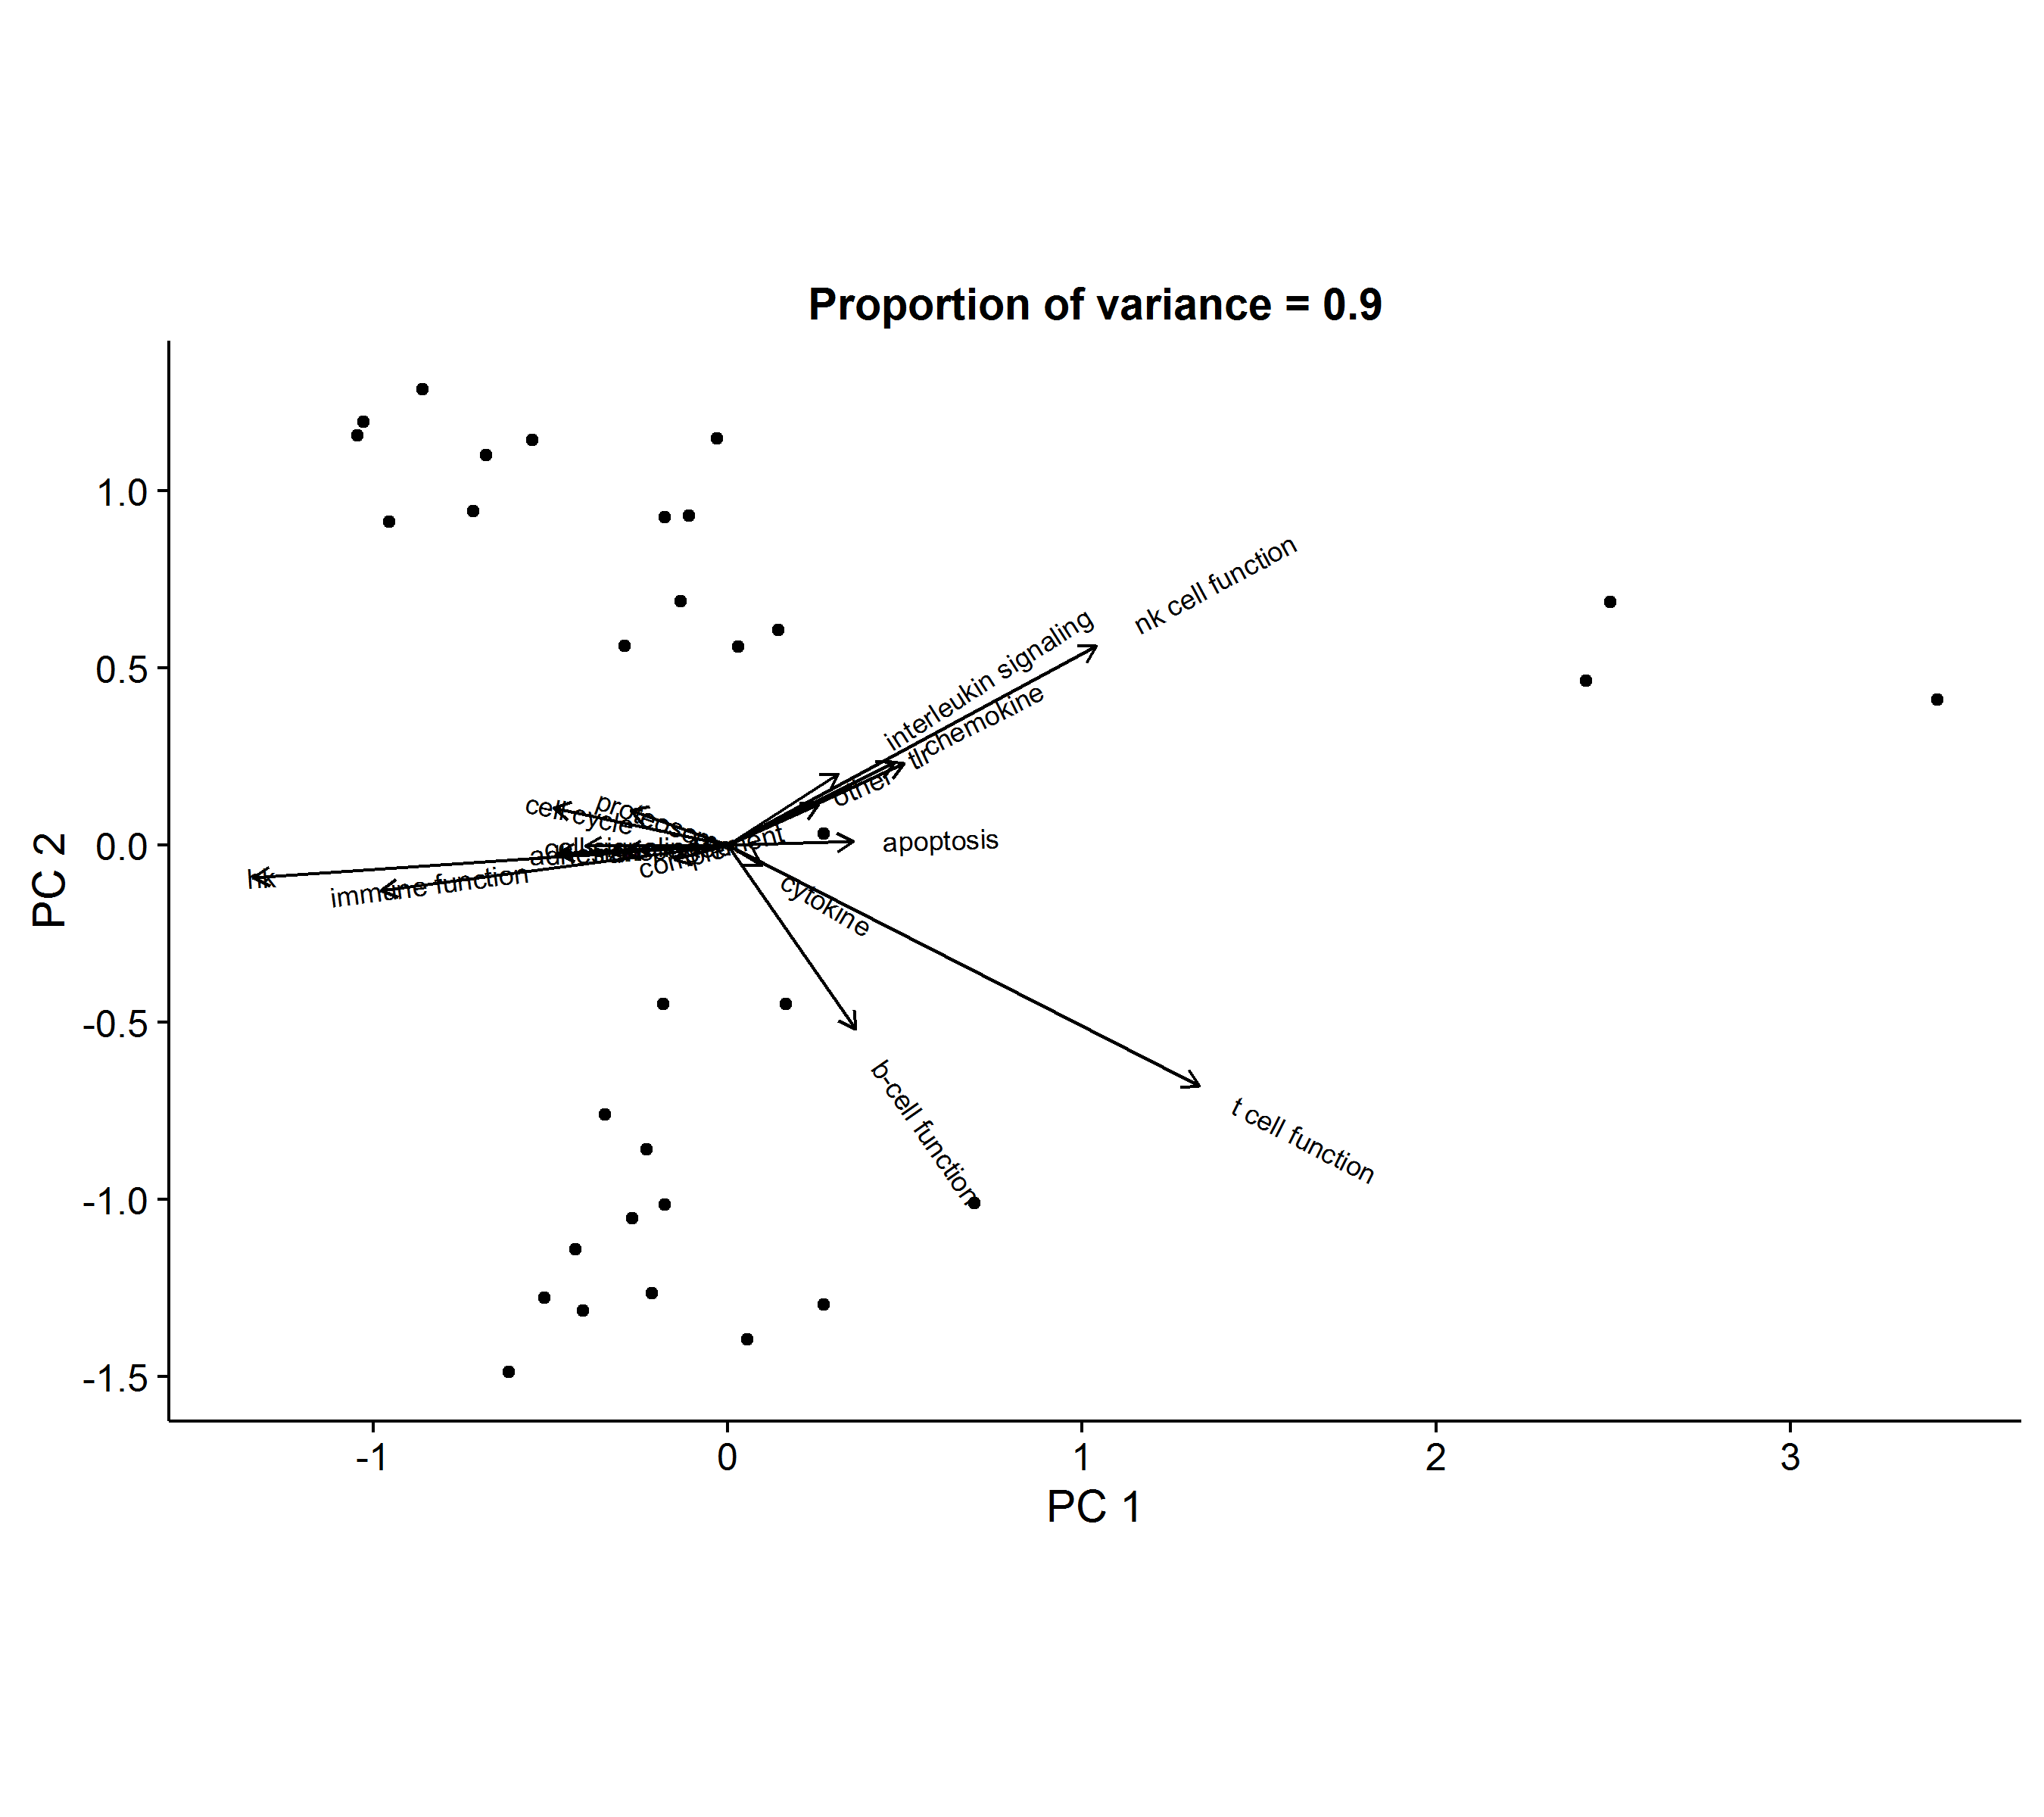 Proportion of variance = 0.9
1.0
0.5
0.0
-0.5
-1.0
-1.5
PC 2
nk cell function
interleukin signaling
chemokine
tlr
other
cell cycle
apoptosis
complement
hk
immune function
cytokine
b-cell function
t cell function
-1
0
1
2
3
PC 1